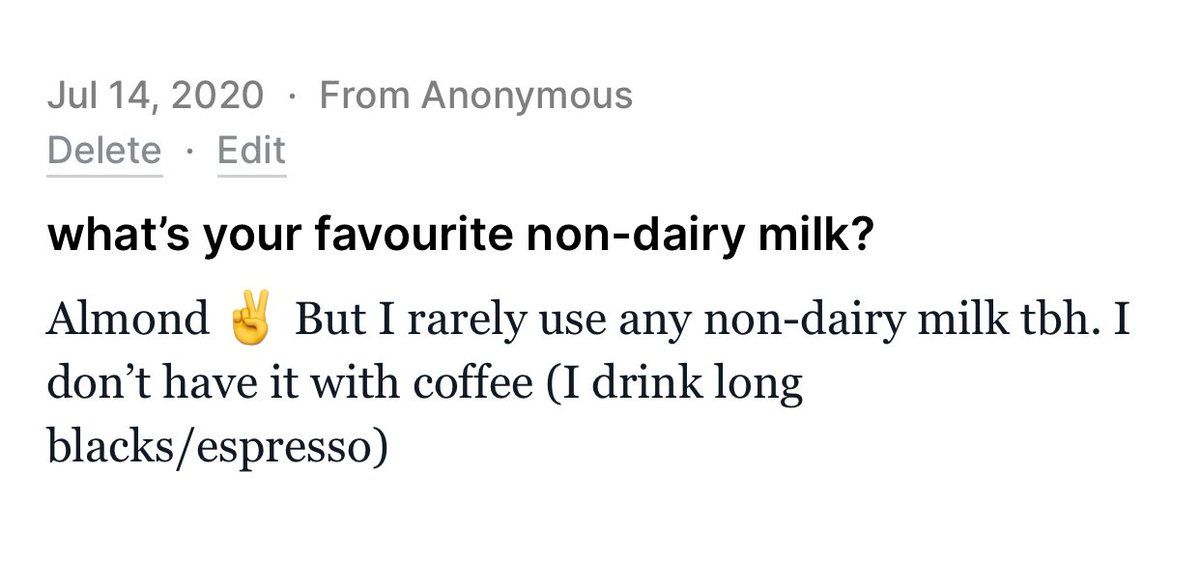 Jul 14, 2020 · From Anonymous
Delete · Edit
what’s your favourite non-dairy milk?
Almond ✌️ But I rarely use any non-dairy milk tbh. I
don’t have it with coffee (I drink long
blacks/espresso)